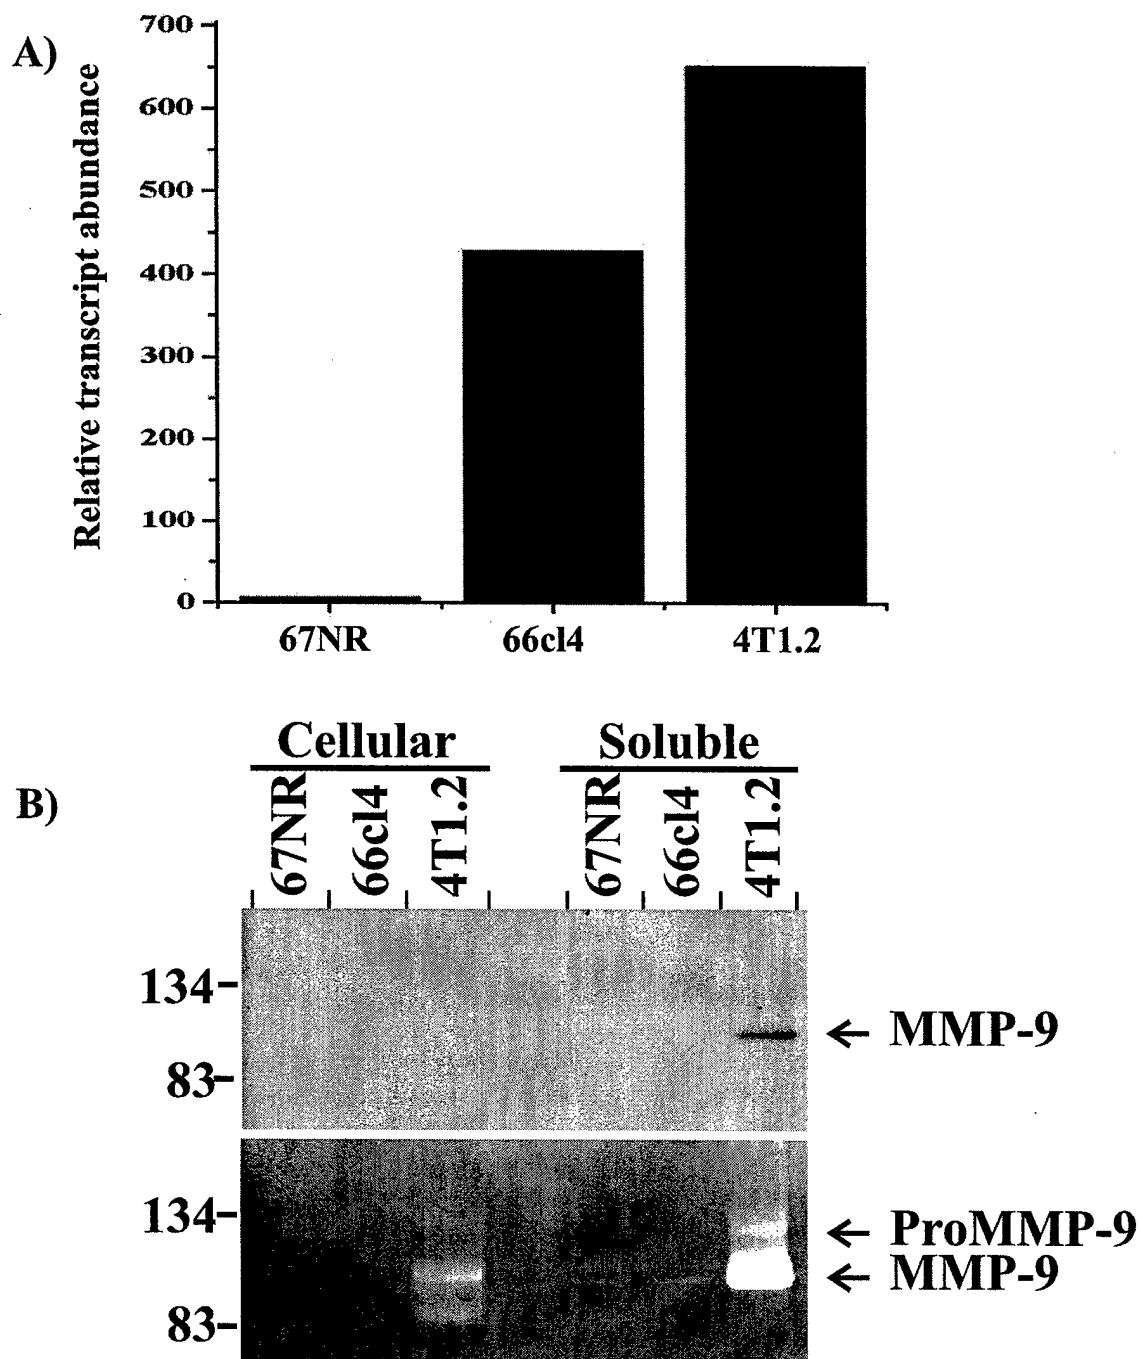 A)
Relative transcript abundance
700
600
500
400
300
200
100
0
67NR
66cl4
4T1.2
B)
Cellular
Soluble
67NR
66cl4
4T1.2
67NR
66cl4
4T1.2
134
83
MMP-9
134
83
ProMMP-9
MMP-9